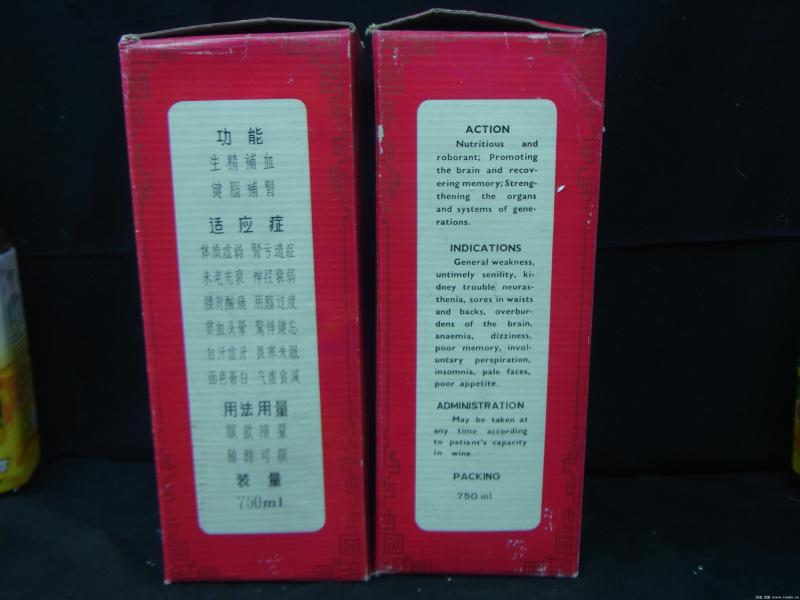 功能
生精補血
健腦補腎
适应症
体质虚弱 腎亏遗症
未老先衰 神经衰弱
腰背酸痛 用腦过度
贫血头晕 驚悸健忘
自汗虚汗 畏寒失眠
面色苍白 气虚食減
用法用量
服飲隨量
隨時可服
装量
750ml
ACTION
Nutritious and
roborant; Promoting
the brain and recov-
ering memory; Streng-
thening the organs
and systems of gene-
rations.
INDICATIONS
General weakness,
untimely senility, ki-
dney trouble neuras-
thenia, sores in waists
and backs, overbur-
dens of the brain,
anaemia, dizziness,
poor memory, invol-
untary perspiration,
insomnia, pale faces,
poor appetite.
ADMINISTRATION
May be taken at
any time according
to patient's capacity
in wine.
PACKING
750 ml